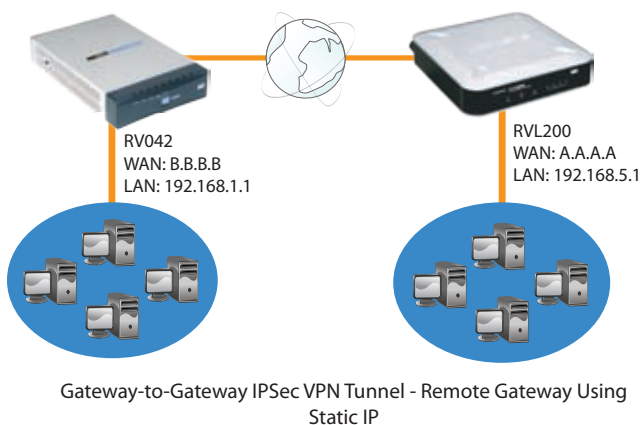 RV042
WAN: B.B.B.B
LAN: 192.168.1.1
RVL200
WAN: A.A.A.A
LAN: 192.168.5.1
Gateway-to-Gateway IPSec VPN Tunnel - Remote Gateway Using
Static IP